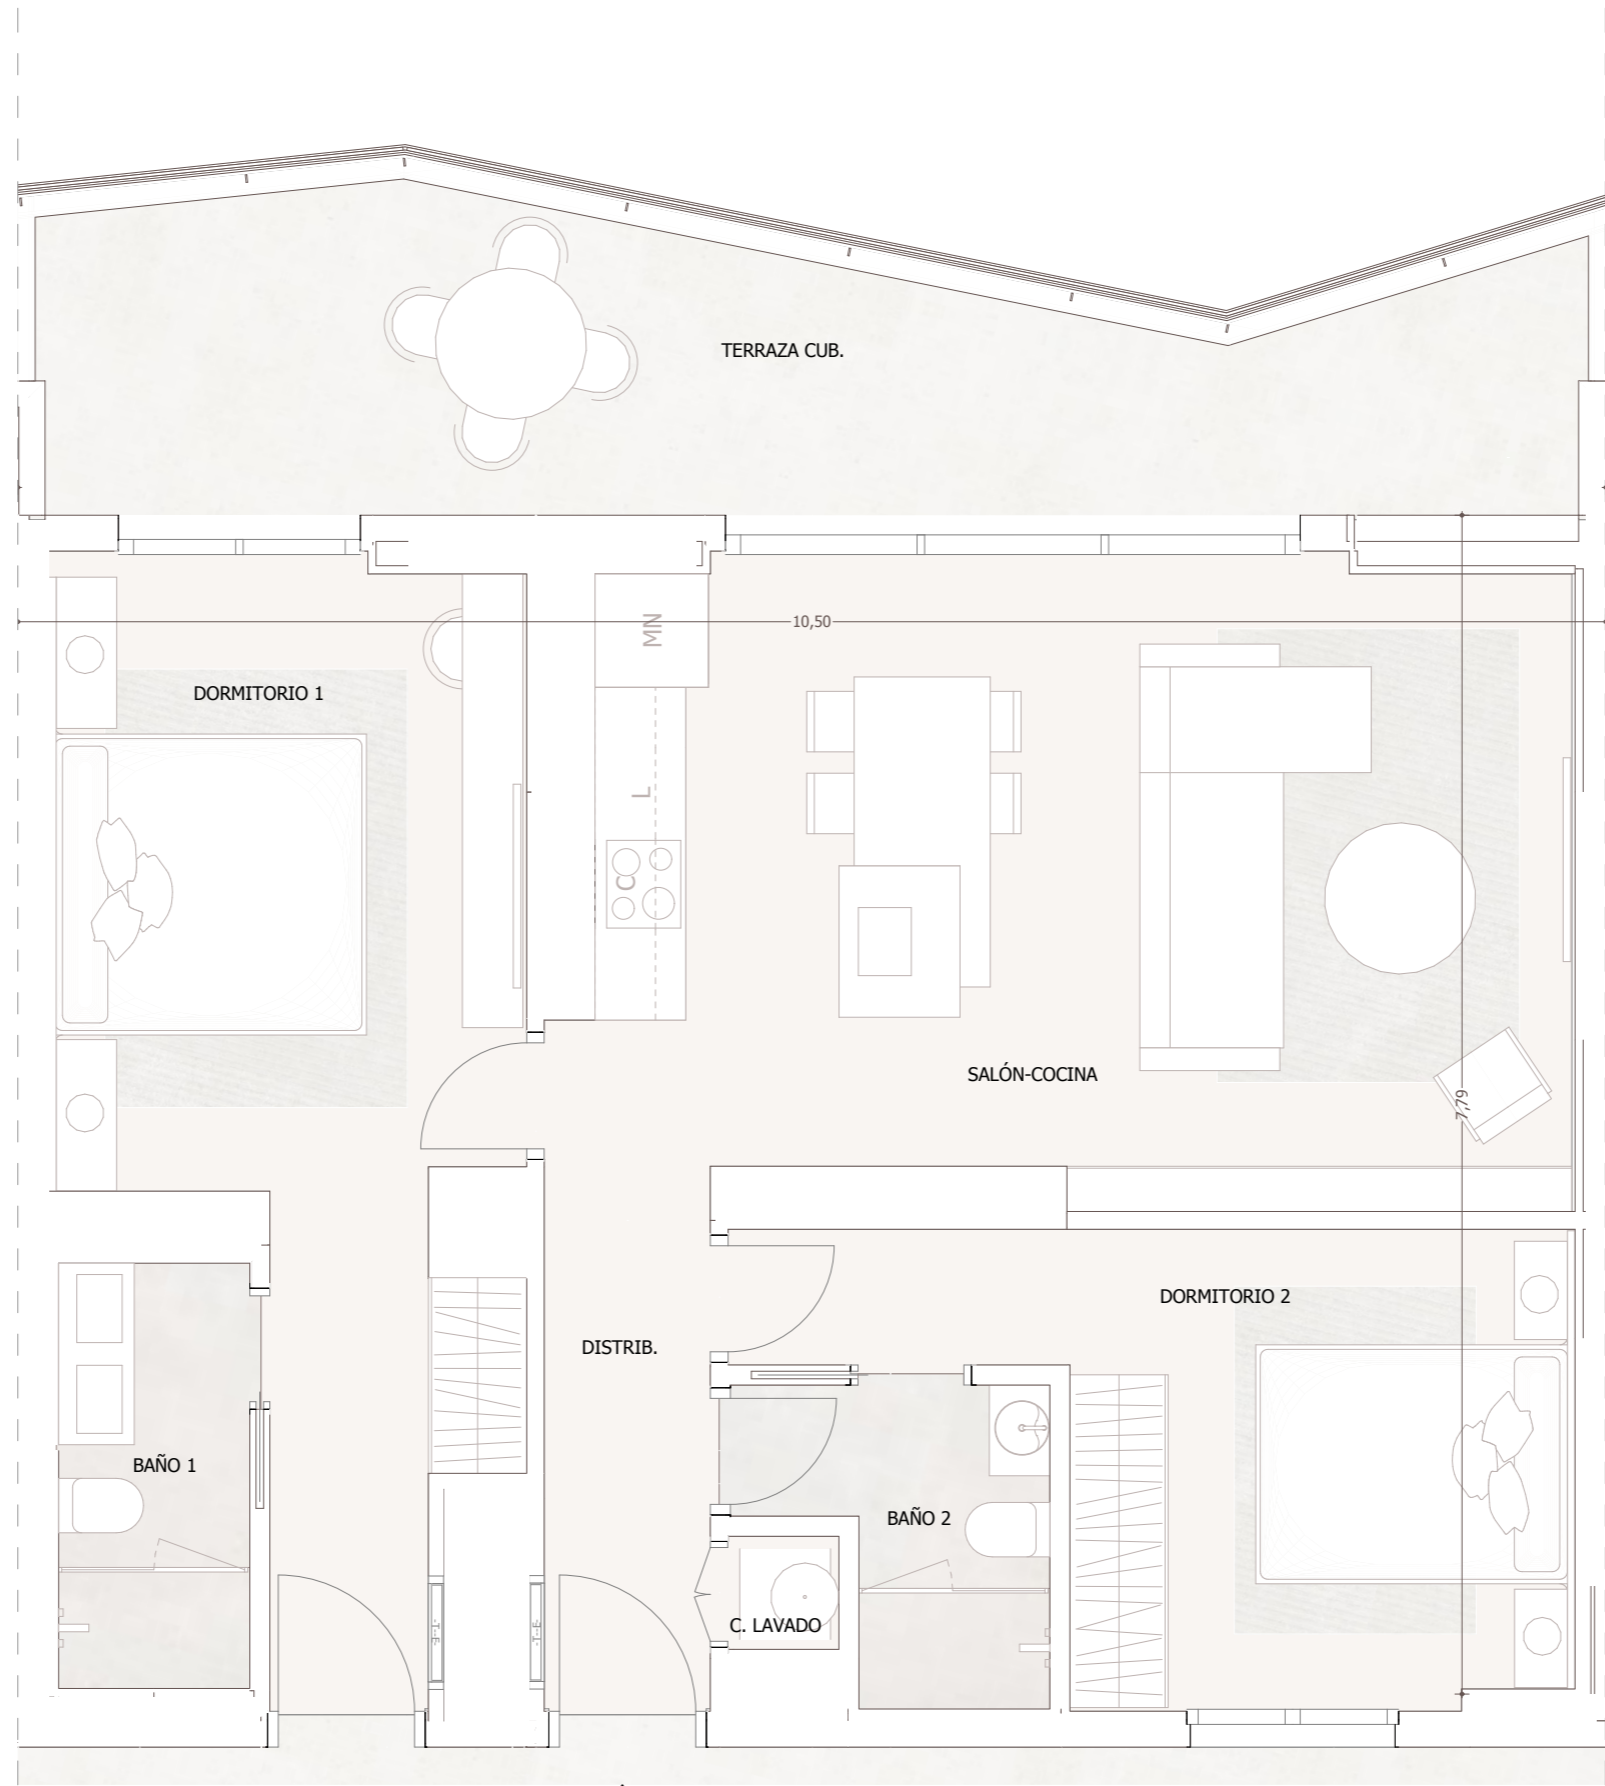 TERRAZA CUB.
10,50
MN
DORMITORIO 1
L
C
SALÓN-COCINA
7,79
DORMITORIO 2
DISTRIB.
BAÑO 1
BAÑO 2
C. LAVADO